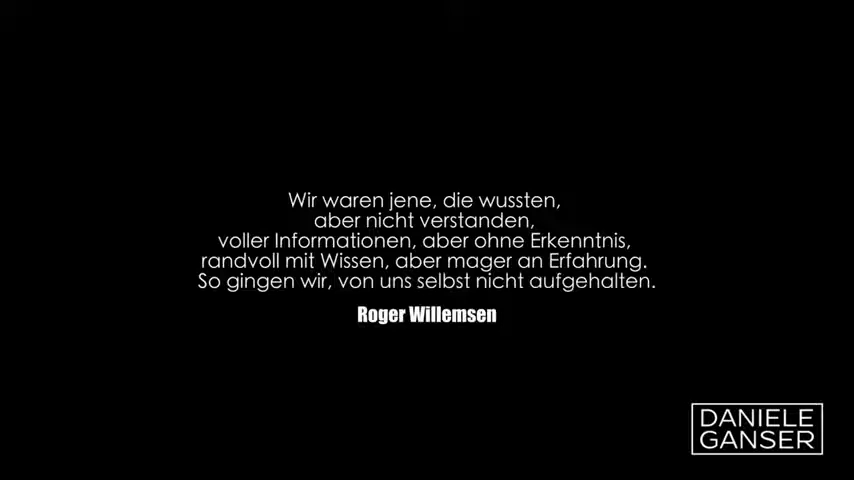 Wir waren jene, die wussten,
aber nicht verstanden,
voller Informationen, aber ohne Erkenntnis,
randvoll mit Wissen, aber mager an Erfahrung.
So gingen wir, von uns selbst nicht aufgehalten.
Roger Willemsen
DANIELE
GANSER